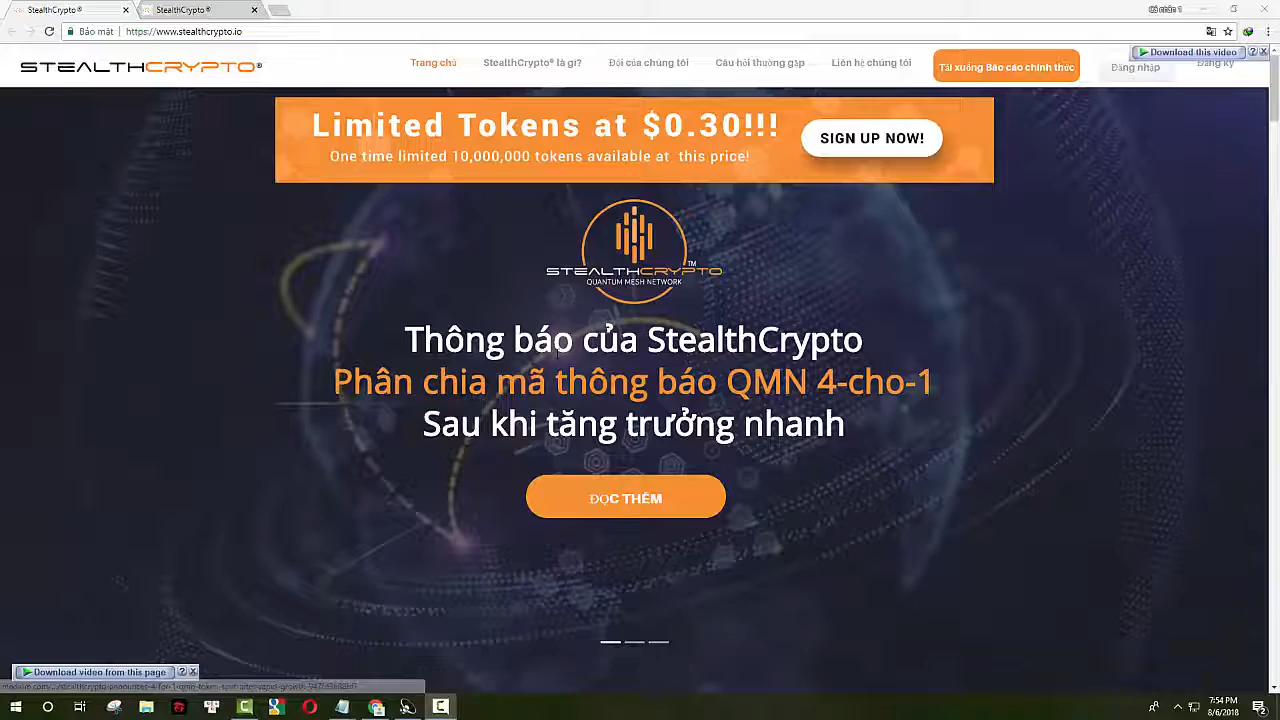 StealthCrypto ®
StealthCrypto ®
Bảo mật
https://www.stealthcrypto.io
STEALTHCRYPTO®
Trang chủ
StealthCrypto® là gì?
Đội của chúng tôi
Câu hỏi thường gặp
Liên hệ chúng tôi
Tải xuống Báo cáo chính thức
Đăng nhập
Đăng ký
Download this video
Limited Tokens at $0.30!!!
One time limited 10,000,000 tokens available at this price!
SIGN UP NOW!
STEALTHCRYPTO™
QUANTUM MESH NETWORK
Thông báo của StealthCrypto
Phân chia mã thông báo QMN 4-cho-1
Sau khi tăng trưởng nhanh
ĐỌC THÊM
Download video from this page
7:54 PM
8/6/2018